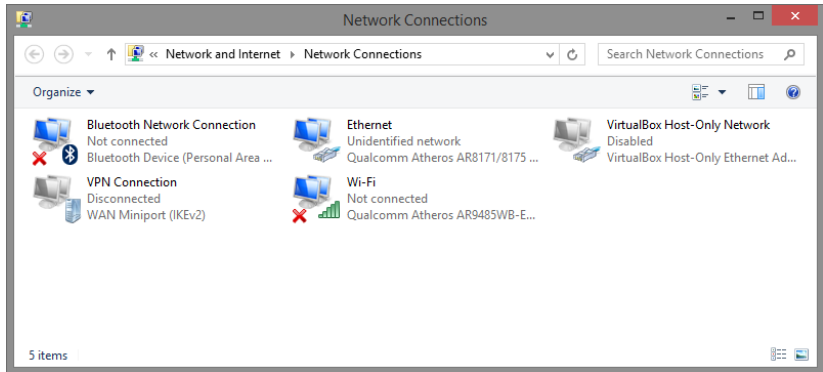 Network Connections
« Network and Internet Network Connections
Search Network Connections
Organize
Bluetooth Network Connection
Not connected
Bluetooth Device (Personal Area ...
Ethernet
Unidentified network
Qualcomm Atheros AR8171/8175 ...
VirtualBox Host-Only Network
Disabled
VirtualBox Host-Only Ethernet Ad...
VPN Connection
Disconnected
WAN Miniport (IKEv2)
Wi-Fi
Not connected
Qualcomm Atheros AR9485WB-E...
5 items